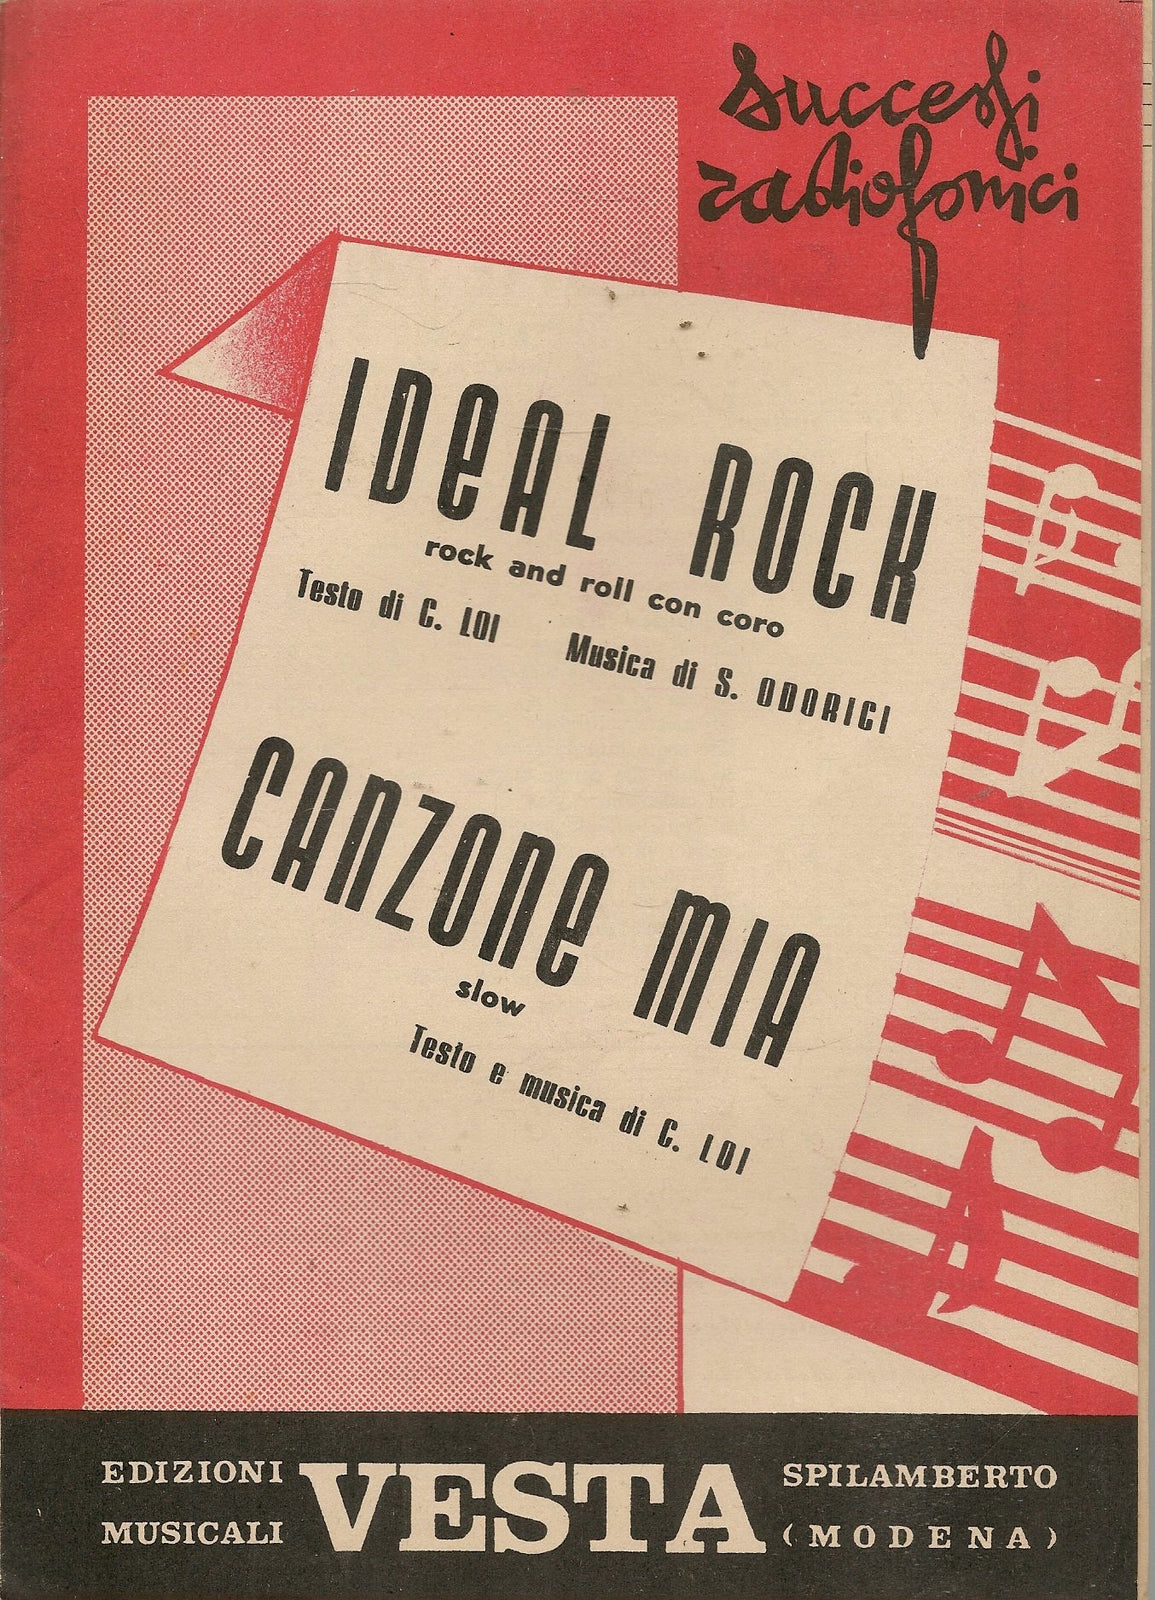 successi
radiofonici
IDeAL ROCK
rock and roll con coro
Testo di C. LOI Musica di S. ODORICI
CANZONe MIA
slow
Testo e musica di C. LOI
EDIZIONI MUSICALI
VESTA
SPILAMBERTO
(MODENA)